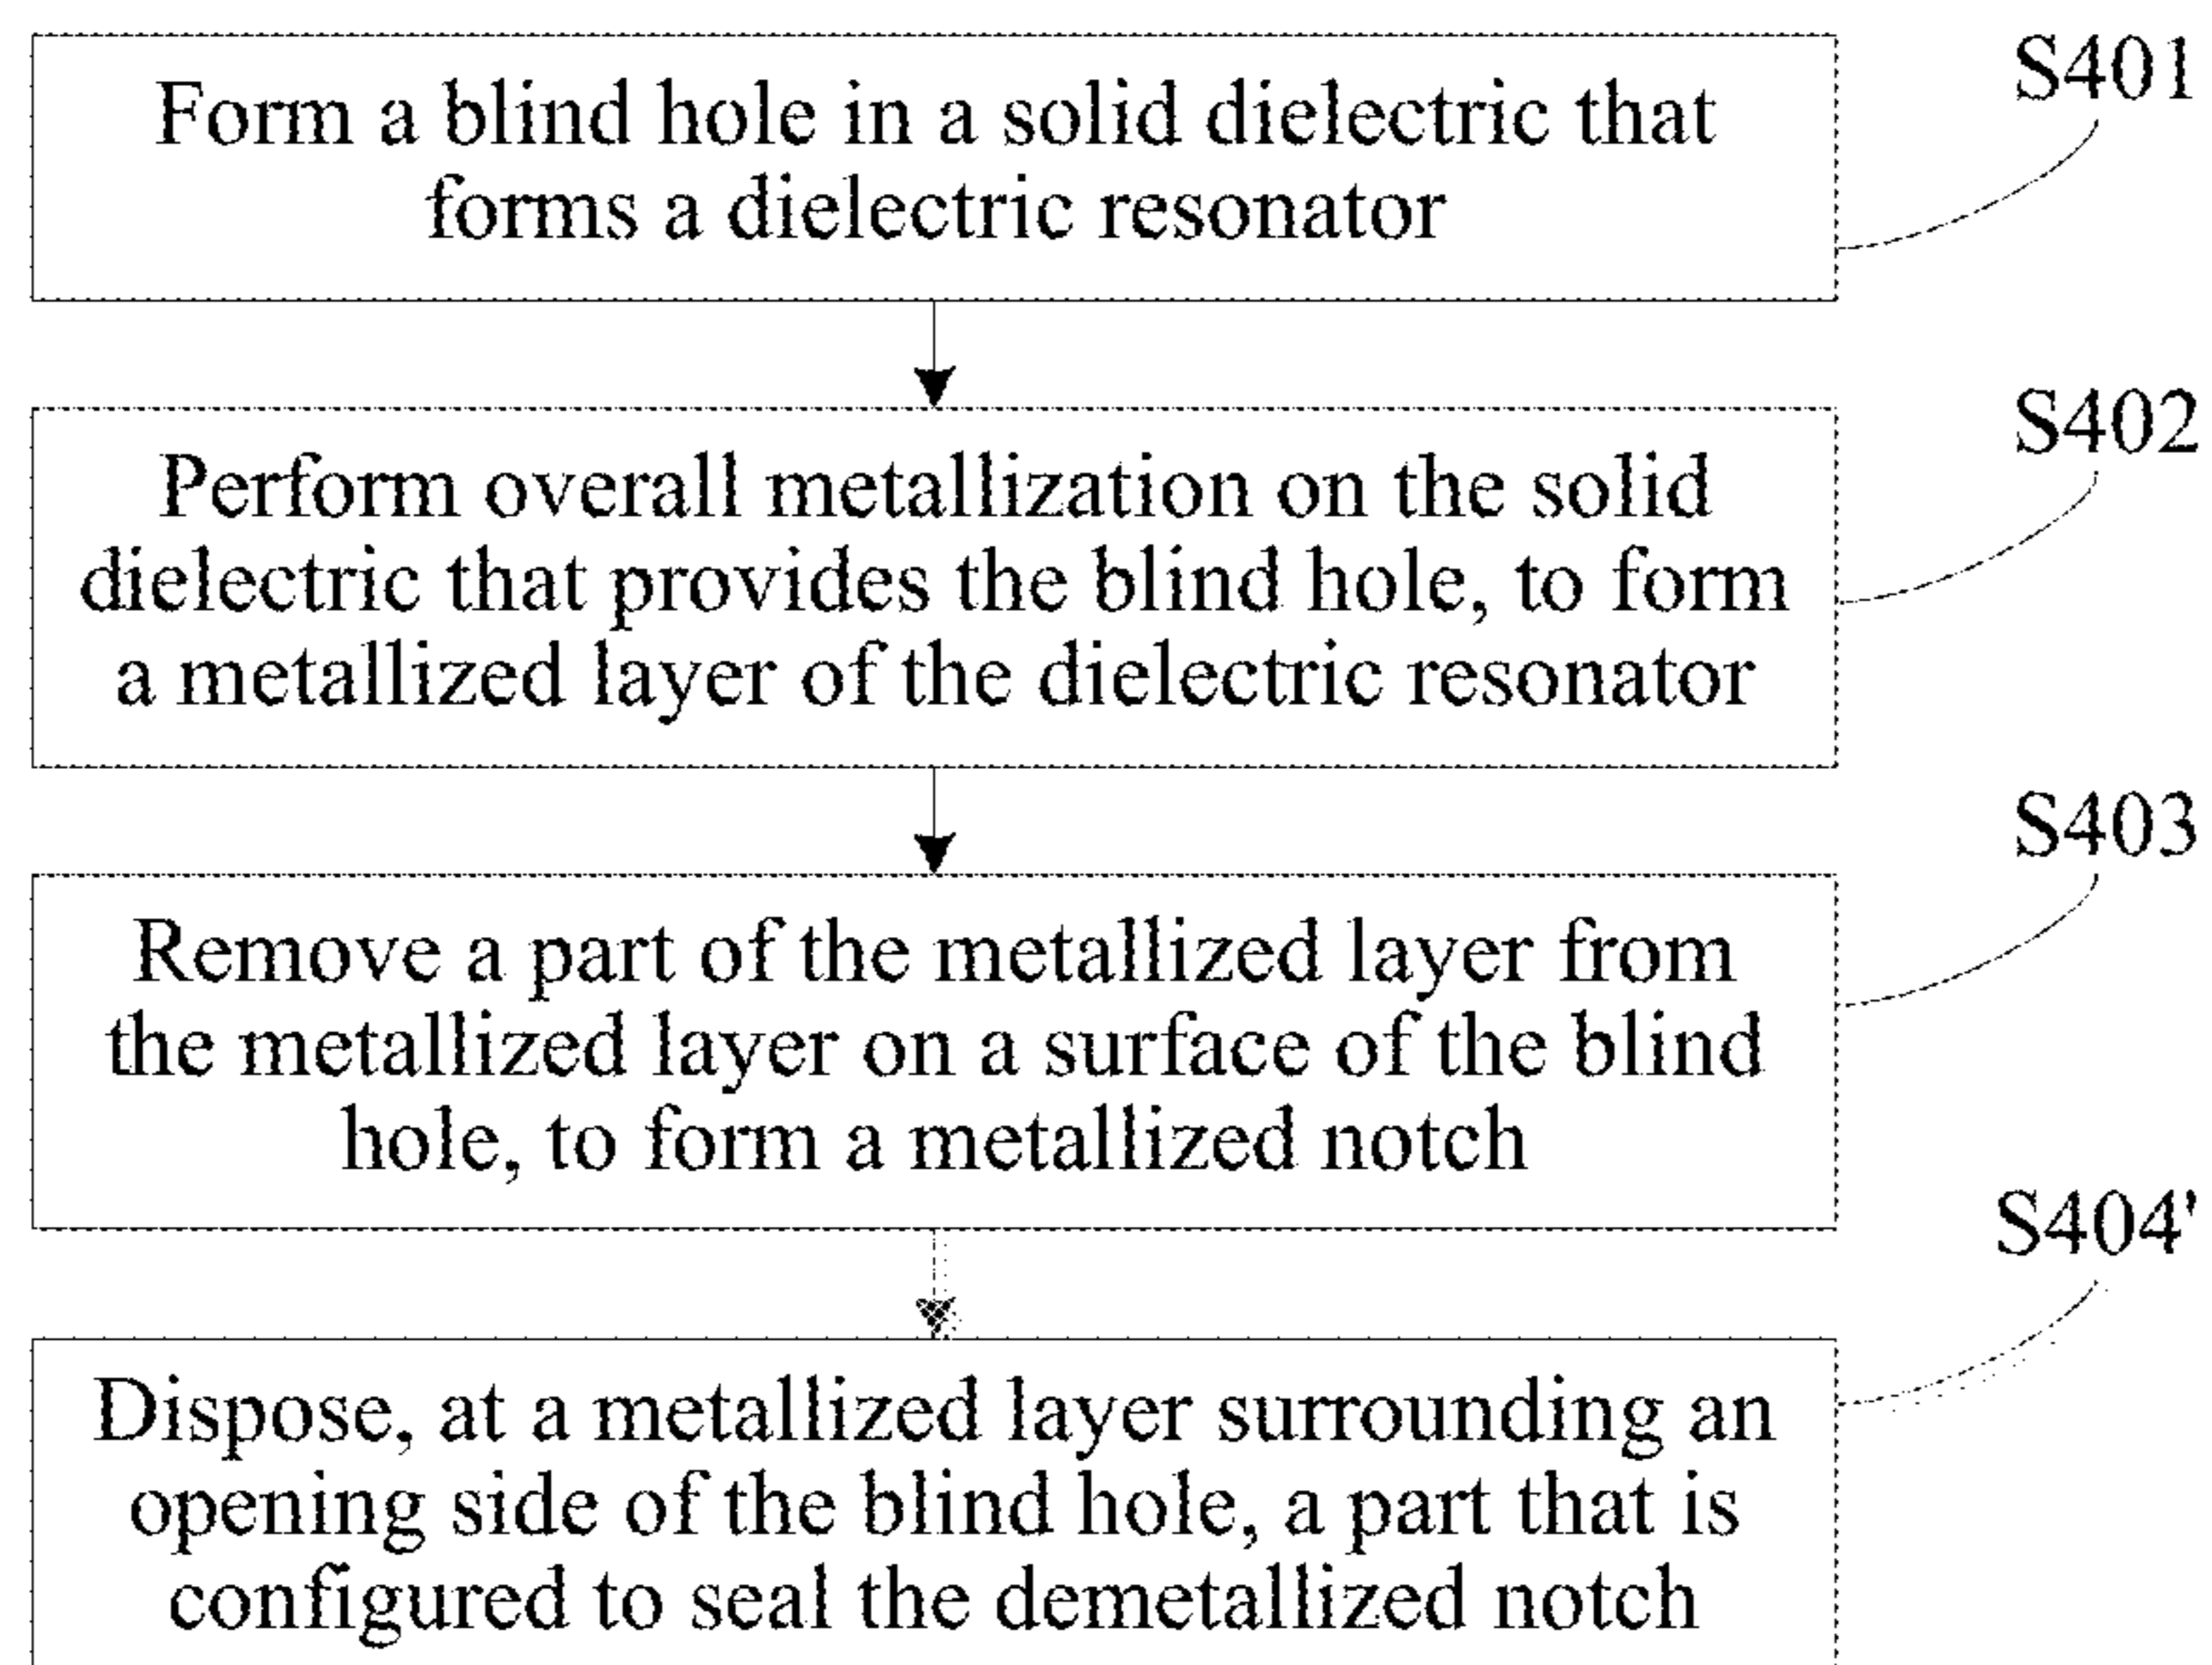 Form a blind hole in a solid dielectric that
forms a dielectric resonator
S401
Perform overall metallization on the solid
dielectric that provides the blind hole, to form
a metallized layer of the dielectric resonator
S402
Remove a part of the metallized layer from
the metallized layer on a surface of the blind
hole, to form a metallized notch
S403
Dispose, at a metallized layer surrounding an
opening side of the blind hole, a part that is
configured to seal the demetallized notch
S404'